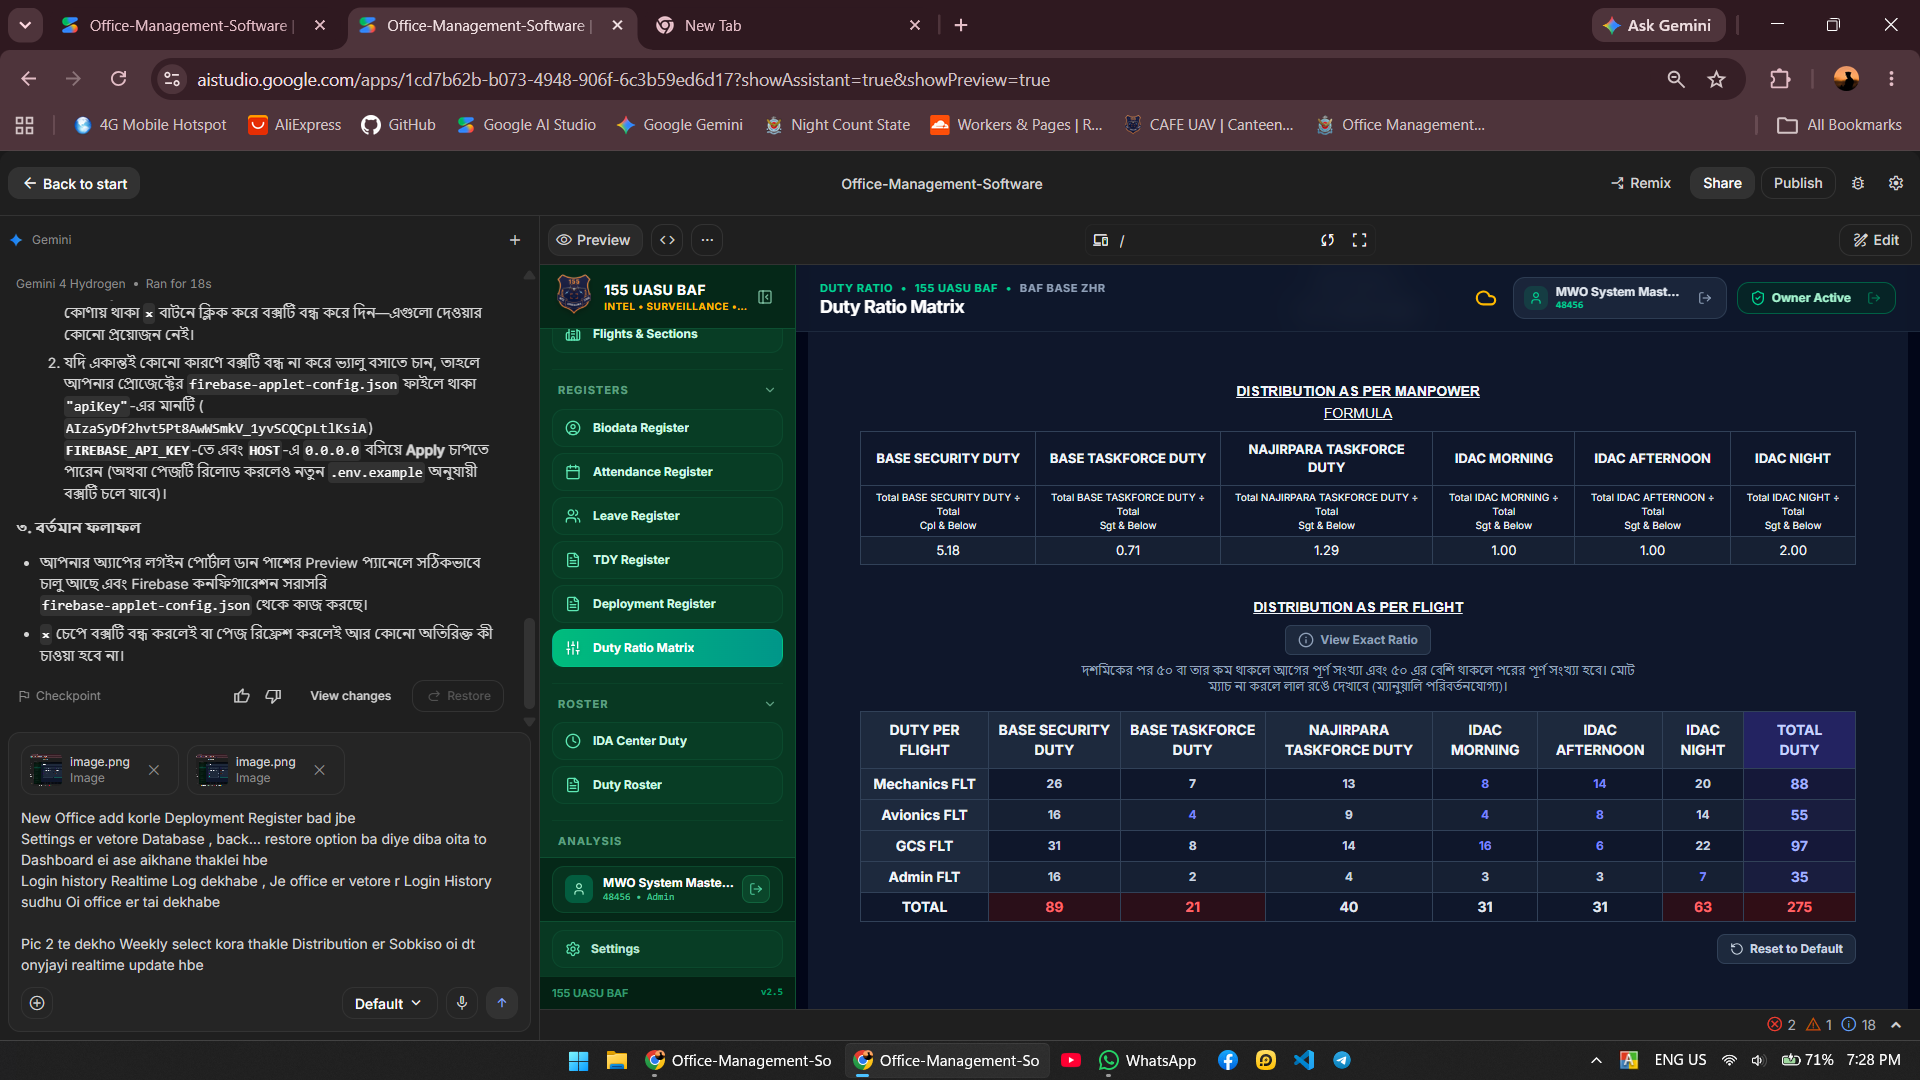 Office-Management-Software |
Office-Management-Software |
New Tab
Ask Gemini
aistudio.google.com/apps/1cd7b62b-b073-4948-906f-6c3b59ed6d17?showAssistant=true&showPreview=true
4G Mobile Hotspot
AliExpress
GitHub
Google AI Studio
Google Gemini
Night Count State
Workers & Pages | R...
CAFE UAV | Canteen...
Office Management...
All Bookmarks
Back to start
Office-Management-Software
Remix
Share
Publish
Gemini
Preview
/
Edit
Gemini 4 Hydrogen • Ran for 18s
কোণায় থাকা x বাটনে ক্লিক করে বক্সটি বন্ধ করে দিন—এগুলো দেওয়ার
কোনো প্রয়োজন নেই।
2. যদি একান্তই কোনো কারণে বক্সটি বন্ধ না করে ভ্যালু বসাতে চান, তাহলে
আপনার প্রোজেক্টের firebase-applet-config.json ফাইলে থাকা
"apiKey"-এর মানটি (
AIzaSyDf2hvt5Pt8AwWSmkV_1yvSCQCpLtlKsiA)
FIREBASE_API_KEY-তে এবং HOST-এ 0.0.0.0 বসিয়ে Apply চাপতে
পারেন (অথবা পেজটি রিলোড করলেও নতুন .env.example অনুযায়ী
বক্সটি চলে যাবে)।
৩. বর্তমান ফলাফল
• আপনার অ্যাপের লগইন পোর্টাল ডান পাশের Preview প্যানেলে সঠিকভাবে
চালু আছে এবং Firebase কনফিগারেশন সরাসরি
firebase-applet-config.json থেকে কাজ করছে।
• x চেপে বক্সটি বন্ধ করলেই বা পেজ রিফ্রেশ করলেই আর কোনো অতিরিক্ত কী
চাওয়া হবে না।
Checkpoint
View changes
Restore
image.png
Image
image.png
Image
New Office add korle Deployment Register bad jbe
Settings er vetore Database , back... restore option ba diye diba oita to
Dashboard ei ase aikhane thaklei hbe
Login history Realtime Log dekhabe , Je office er vetore r Login History
sudhu Oi office er tai dekhabe
Pic 2 te dekho Weekly select kora thakle Distribution er Sobkiso oi dt
onyjayi realtime update hbe
Default
155 UASU BAF
INTEL • SURVEILLANCE •...
Flights & Sections
REGISTERS
Biodata Register
Attendance Register
Leave Register
TDY Register
Deployment Register
Duty Ratio Matrix
ROSTER
IDA Center Duty
Duty Roster
ANALYSIS
MWO System Maste...
48456 • Admin
Settings
155 UASU BAF
v2.5
DUTY RATIO • 155 UASU BAF • BAF BASE ZHR
Duty Ratio Matrix
MWO System Mast...
48456
Owner Active
DISTRIBUTION AS PER MANPOWER
FORMULA
BASE SECURITY DUTY BASE TASKFORCE DUTY NAJIRPARA TASKFORCE DUTY IDAC MORNING IDAC AFTERNOON IDAC NIGHT
Total BASE SECURITY DUTY ÷ Total BASE TASKFORCE DUTY ÷ Total NAJIRPARA TASKFORCE DUTY ÷ Total IDAC MORNING ÷ Total IDAC AFTERNOON ÷ Total IDAC NIGHT ÷
Total Total Total Total Total Total
Cpl & Below Sgt & Below Sgt & Below Sgt & Below Sgt & Below Sgt & Below
5.18 0.71 1.29 1.00 1.00 2.00
DISTRIBUTION AS PER FLIGHT
View Exact Ratio
দশমিকের পর ৫০ বা তার কম থাকলে আগের পূর্ণ সংখ্যা এবং ৫০ এর বেশি থাকলে পরের পূর্ণ সংখ্যা হবে। মোট
ম্যাচ না করলে লাল রঙে দেখাবে (ম্যানুয়ালি পরিবর্তনযোগ্য)।
DUTY PER FLIGHT BASE SECURITY DUTY BASE TASKFORCE DUTY NAJIRPARA TASKFORCE DUTY IDAC MORNING IDAC AFTERNOON IDAC NIGHT TOTAL DUTY
Mechanics FLT 26 7 13 8 14 20 88
Avionics FLT 16 4 9 4 8 14 55
GCS FLT 31 8 14 16 6 22 97
Admin FLT 16 2 4 3 3 7 35
TOTAL 89 21 40 31 31 63 275
Reset to Default
2 1 18
Office-Management-So
Office-Management-So
WhatsApp
ENG US
71%
7:28 PM